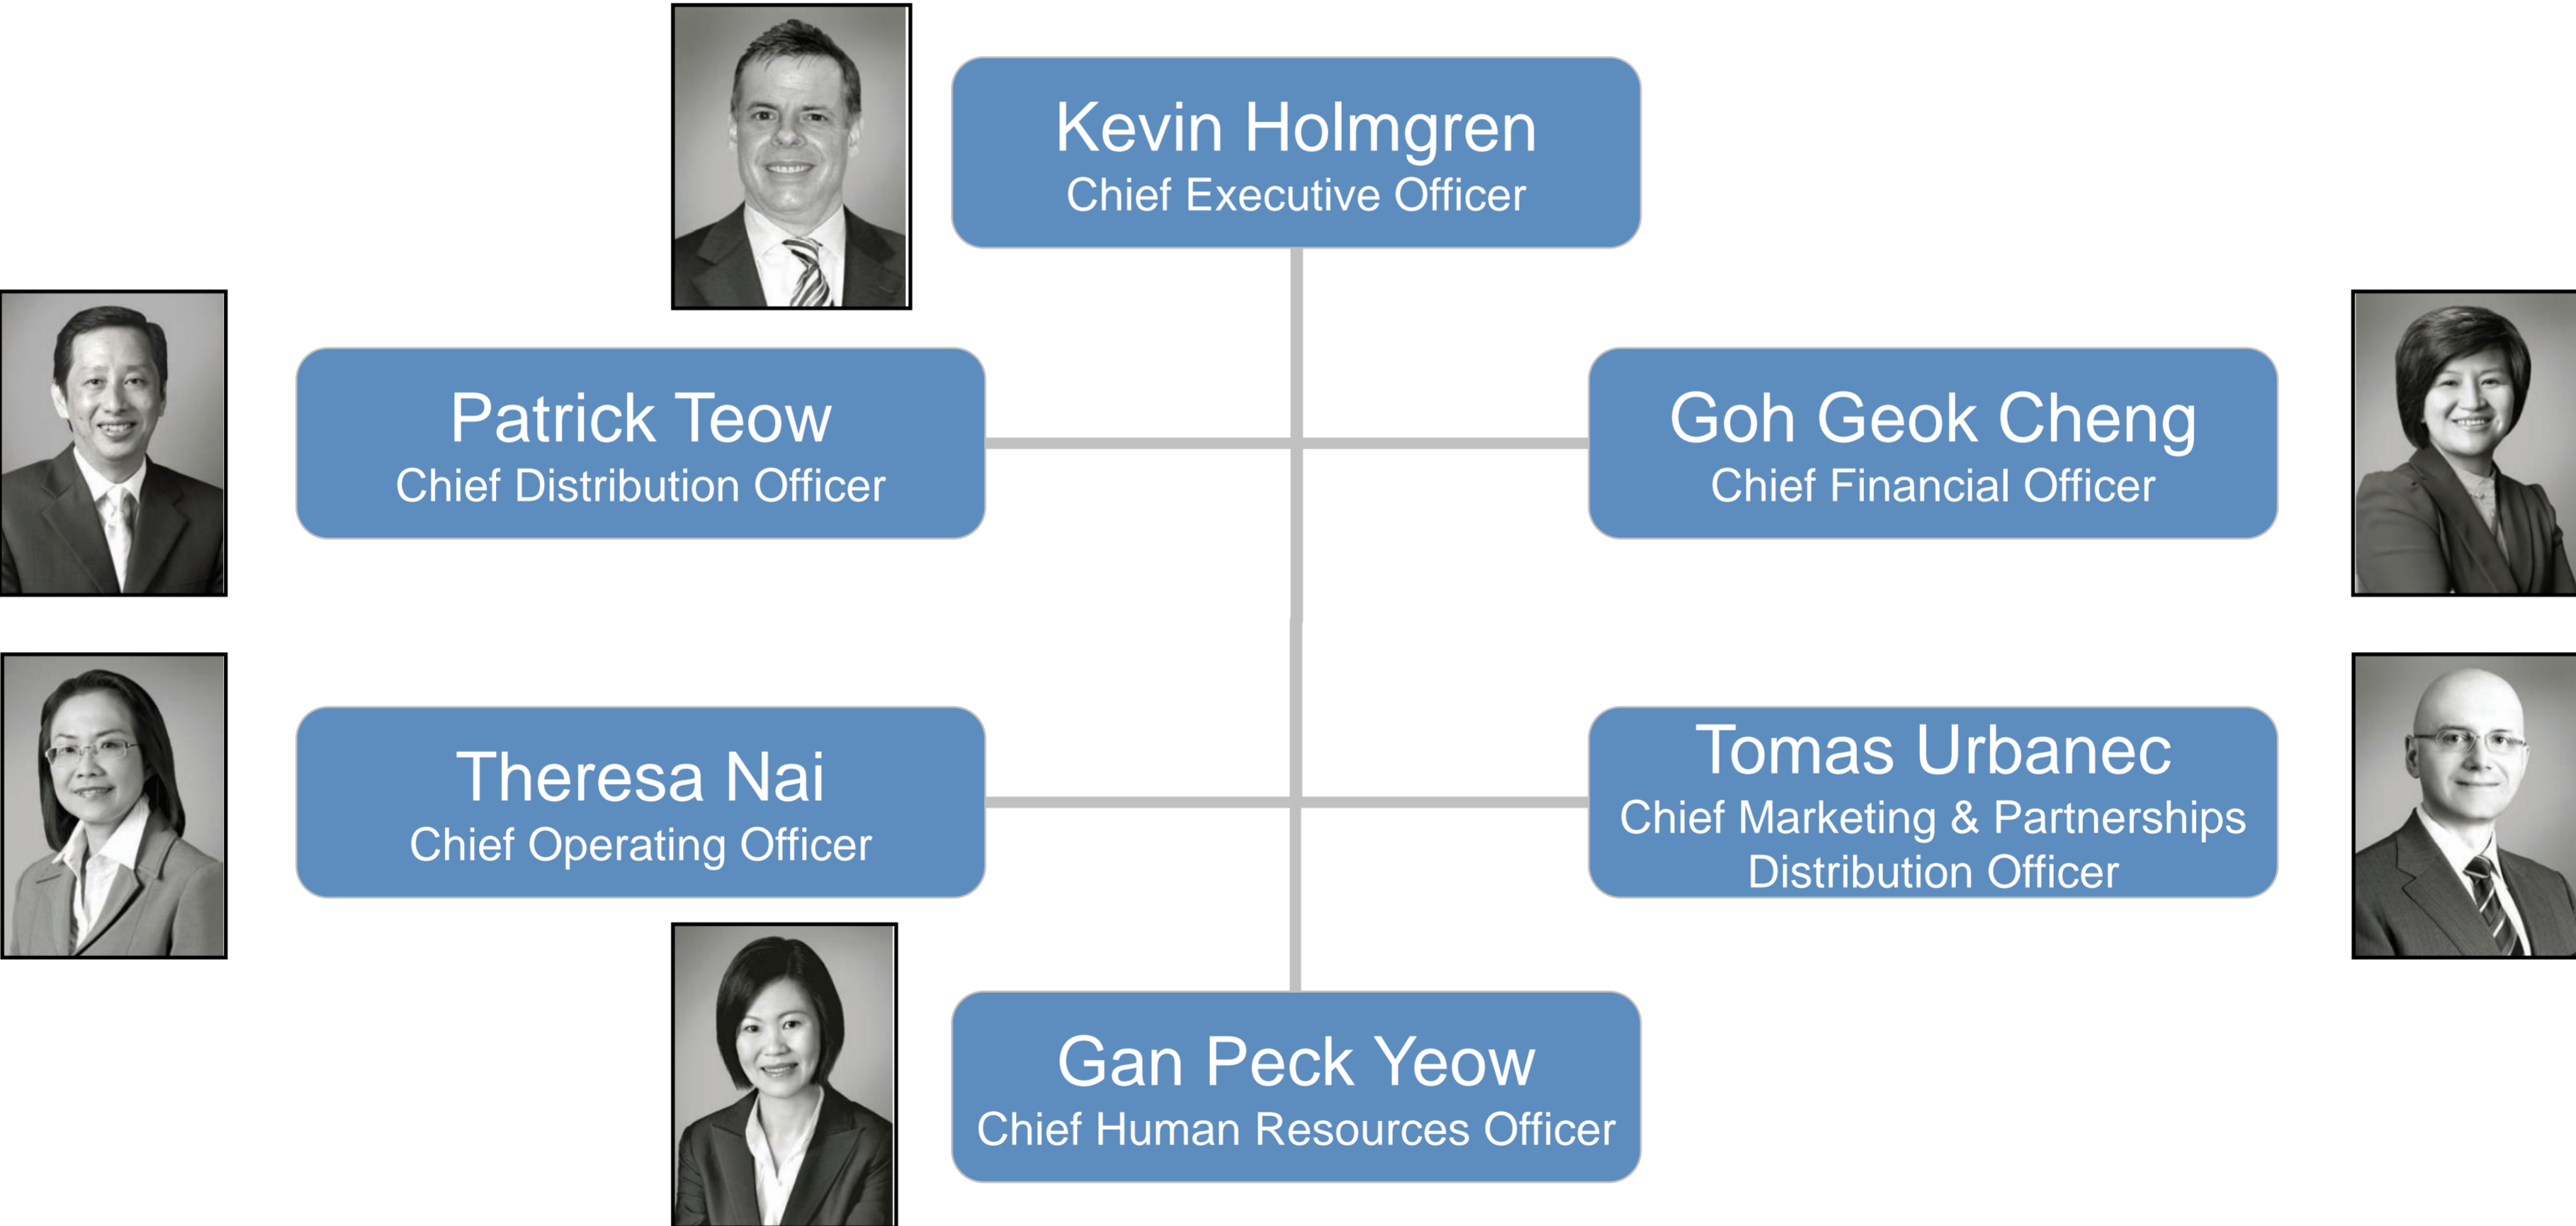 Kevin Holmgren
Chief Executive Officer
Patrick Teow
Chief Distribution Officer
Goh Geok Cheng
Chief Financial Officer
Theresa Nai
Chief Operating Officer
Tomas Urbanec
Chief Marketing & Partnerships
Distribution Officer
Gan Peck Yeow
Chief Human Resources Officer